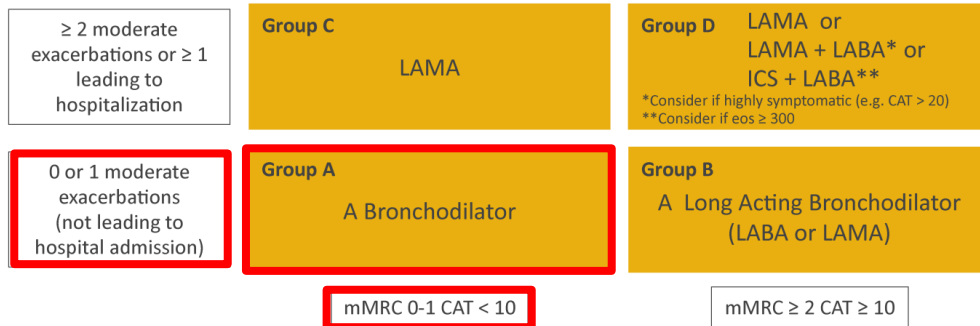 ≥ 2 moderate
exacerbations or ≥ 1
leading to
hospitalization
Group C
LAMA
Group D
LAMA or
LAMA + LABA* or
ICS + LABA**
*Consider if highly symptomatic (e.g. CAT > 20)
**Consider if eos ≥ 300
0 or 1 moderate
exacerbations
(not leading to
hospital admission)
Group A
A Bronchodilator
Group B
A Long Acting Bronchodilator
(LABA or LAMA)
mMRC 0-1 CAT < 10
mMRC ≥ 2 CAT ≥ 10